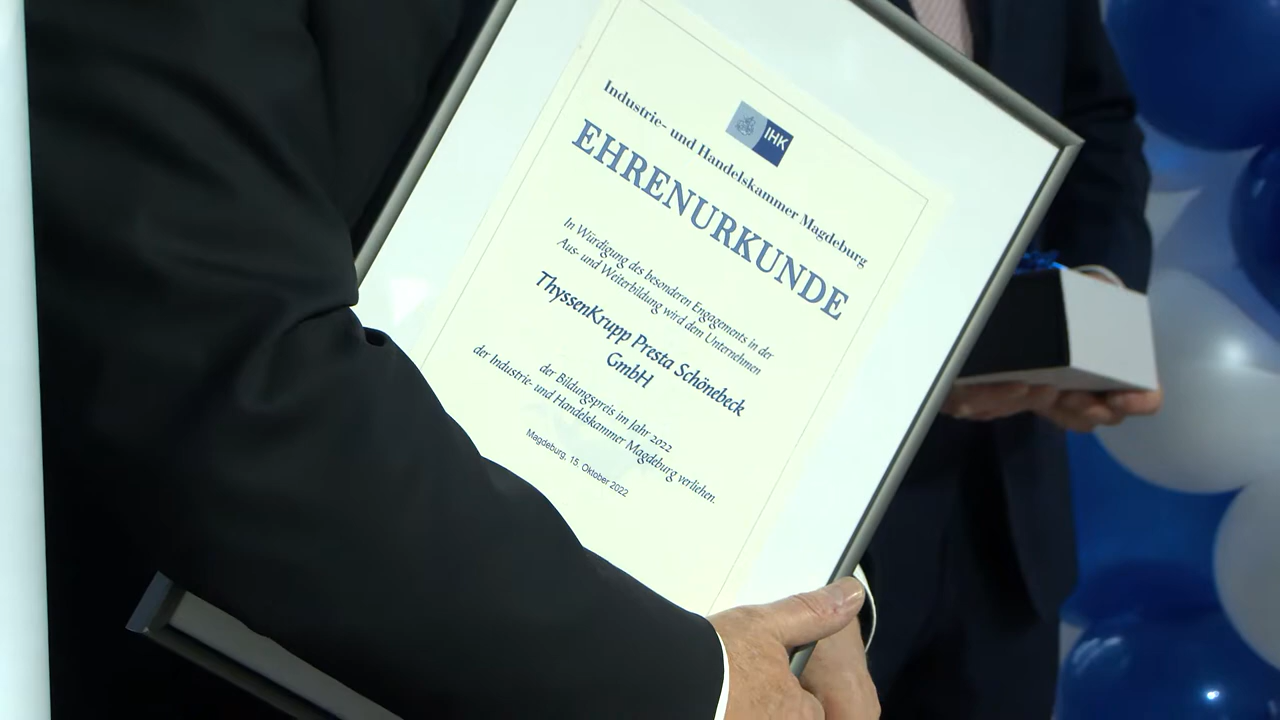 IHK
Industrie- und Handelskammer Magdeburg
EHRENURKUNDE
In Würdigung des besonderen Engagements in der
Aus- und Weiterbildung wird dem Unternehmen
ThyssenKrupp Presta Schönebeck
GmbH
der Bildungspreis im Jahr 2022
der Industrie- und Handelskammer Magdeburg verliehen.
Magdeburg, 15. Oktober 2022